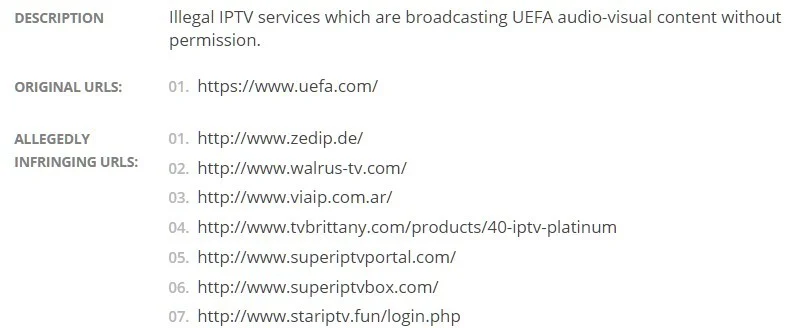 DESCRIPTION Illegal IPTV services which are broadcasting UEFA audio-visual content without
permission.
ORIGINAL URLS: 01. https://www.uefa.com/
ALLEGEDLY 01. http://www.zedip.de/
INFRINGING URLS: 02. http://www.walrus-tv.com/
03. http://www.viaip.com.ar/
04. http://www.tvbrittany.com/products/40-iptv-platinum
05. http://www.superiptvportal.com/
06. http://www.superiptvbox.com/
07. http://www.stariptv.fun/login.php